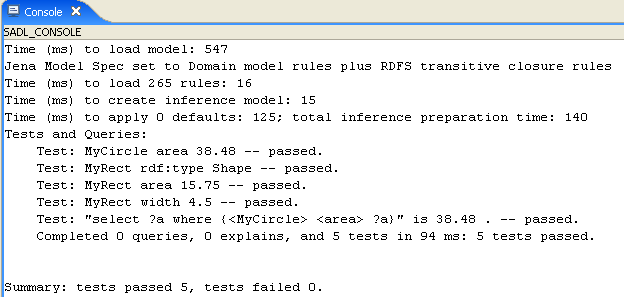 Console
SADL_CONSOLE
Time (ms) to load model: 547
Jena Model Spec set to Domain model rules plus RDFS transitive closure rules
Time (ms) to load 265 rules: 16
Time (ms) to create inference model: 15
Time (ms) to apply 0 defaults: 125; total inference preparation time: 140
Tests and Queries:
Test: MyCircle area 38.48 -- passed.
Test: MyRect rdf:type Shape -- passed.
Test: MyRect area 15.75 -- passed.
Test: MyRect width 4.5 -- passed.
Test: "select ?a where {<MyCircle> <area> ?a}" is 38.48 . -- passed.
Completed 0 queries, 0 explains, and 5 tests in 94 ms: 5 tests passed.
Summary: tests passed 5, tests failed 0.